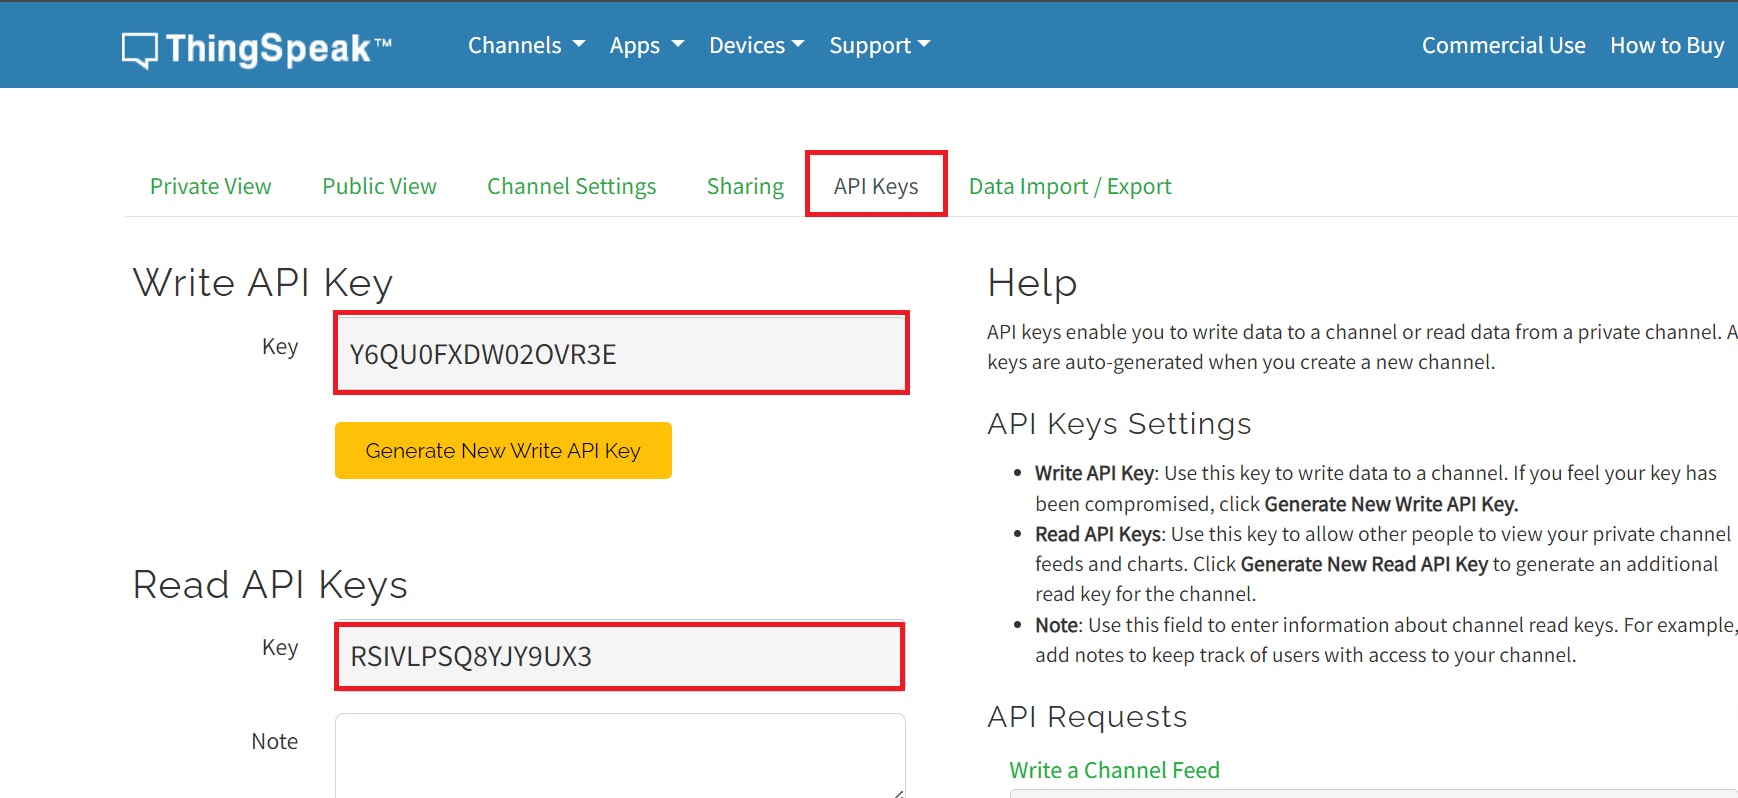 ThingSpeak™ Channels Apps Devices Support Commercial Use How to Buy
Private View Public View Channel Settings Sharing API Keys Data Import / Export
Write API Key
Key Y6QU0FXDW02OVR3E
Generate New Write API Key
Read API Keys
Key RSIVLPSQ8YJY9UX3
Note
Help
API keys enable you to write data to a channel or read data from a private channel. A
keys are auto-generated when you create a new channel.
API Keys Settings
• Write API Key: Use this key to write data to a channel. If you feel your key has
been compromised, click Generate New Write API Key.
• Read API Keys: Use this key to allow other people to view your private channel
feeds and charts. Click Generate New Read API Key to generate an additional
read key for the channel.
• Note: Use this field to enter information about channel read keys. For example,
add notes to keep track of users with access to your channel.
API Requests
Write a Channel Feed